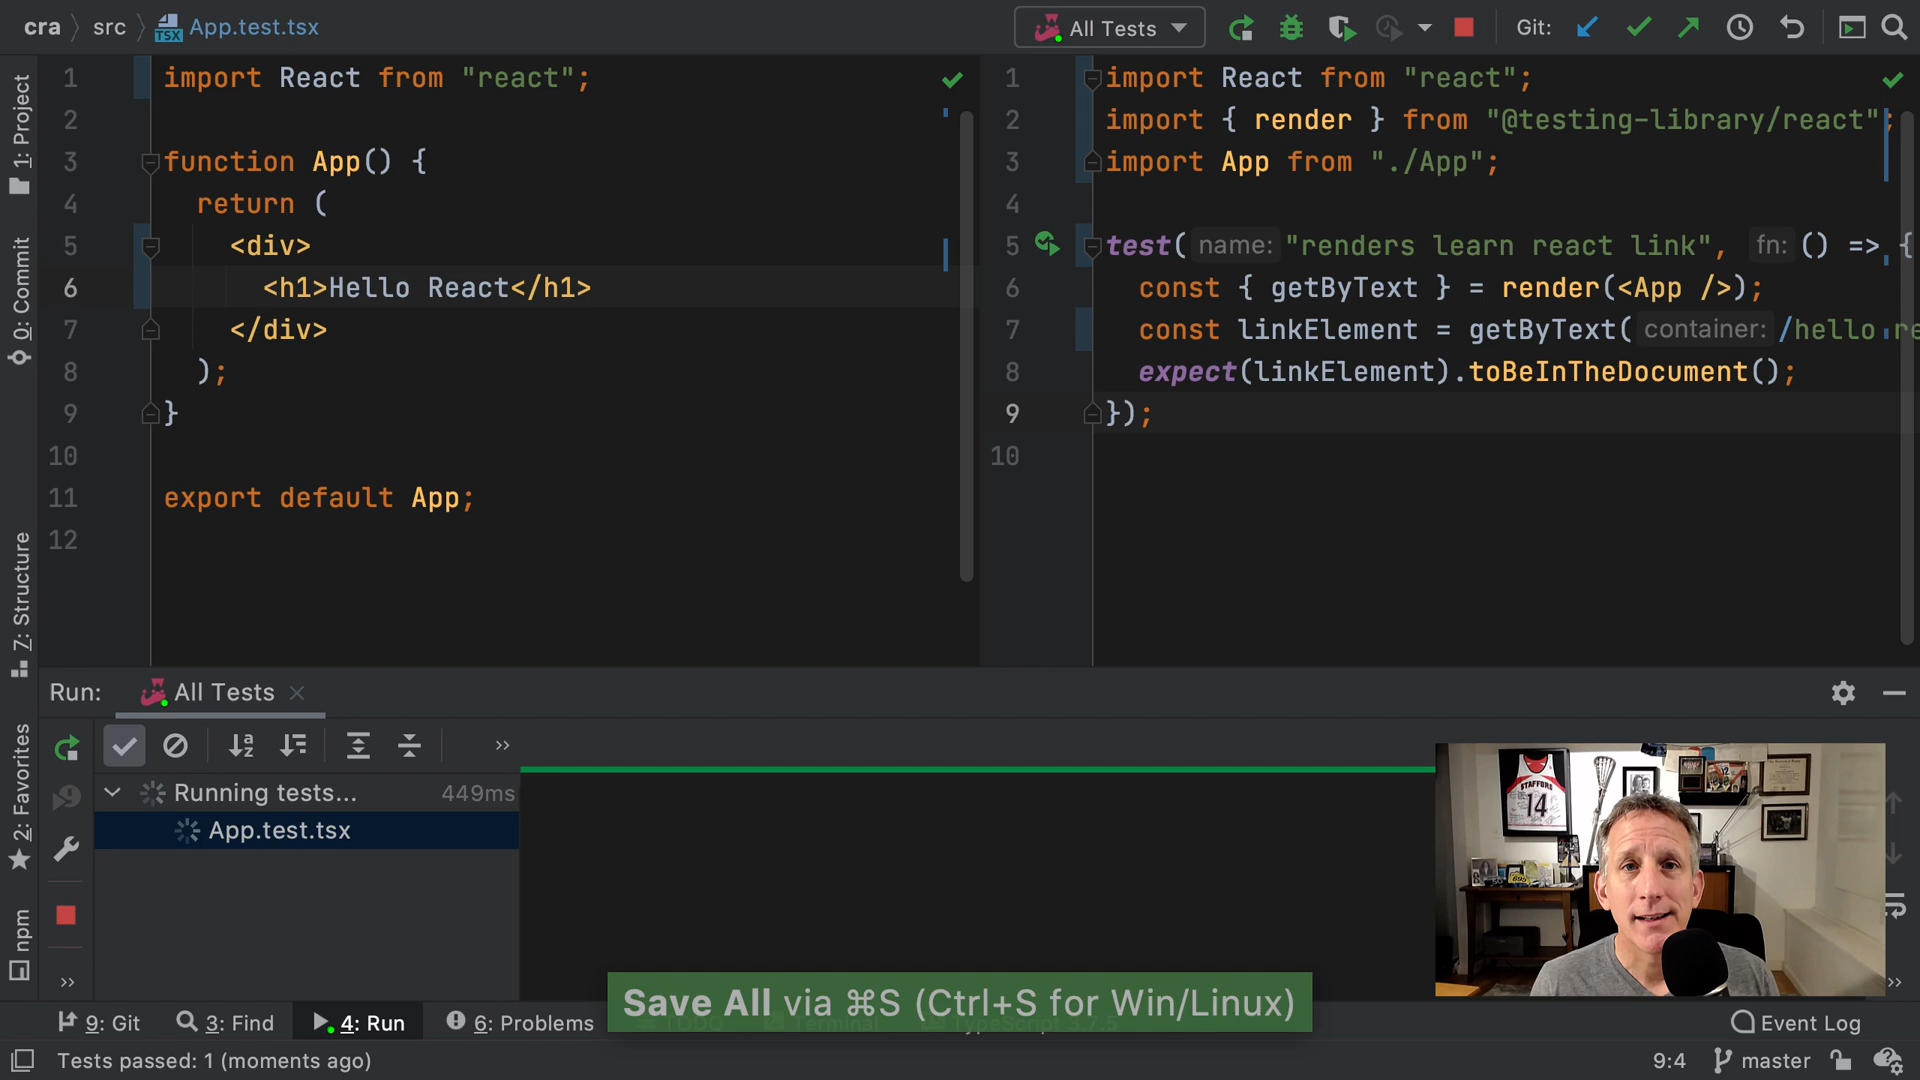 cra src App.test.tsx
All Tests
Git:
1: Project
0: Commit
7: Structure
2: Favorites
npm
1 import React from "react";
2
3 function App() {
4 return (
5 <div>
6 <h1>Hello React</h1>
7 </div>
8 );
9 }
10
11 export default App;
12
1 import React from "react";
2 import { render } from "@testing-library/react";
3 import App from "./App";
4
5 test( name: "renders learn react link", fn: () => {
6 const { getByText } = render(<App />);
7 const linkElement = getByText( container: /hello re
8 expect(linkElement).toBeInTheDocument();
9 });
10
Run: All Tests
Running tests... 449ms
App.test.tsx
STAFFORD
14
Save All via ⌘S (Ctrl+S for Win/Linux)
9: Git 3: Find 4: Run 6: Problems Event Log
Tests passed: 1 (moments ago) 9:4 master